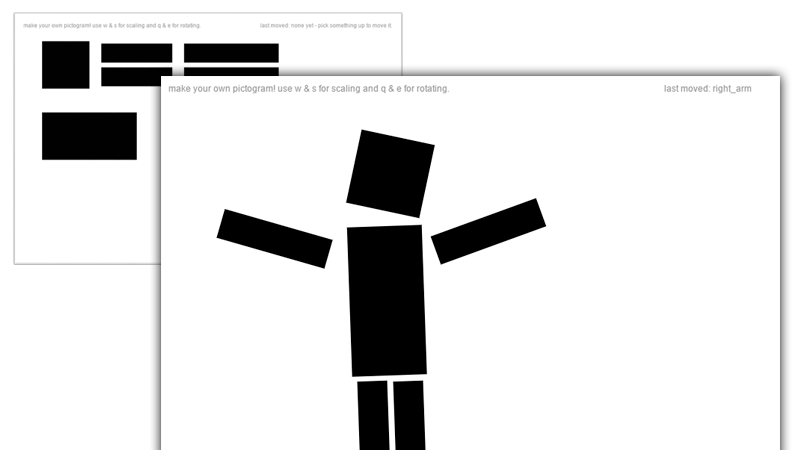 make your own pictogram! use w & s for scaling and q & e for rotating.
last moved: none yet - pick something up to move it.
make your own pictogram! use w & s for scaling and q & e for rotating.
last moved: right_arm